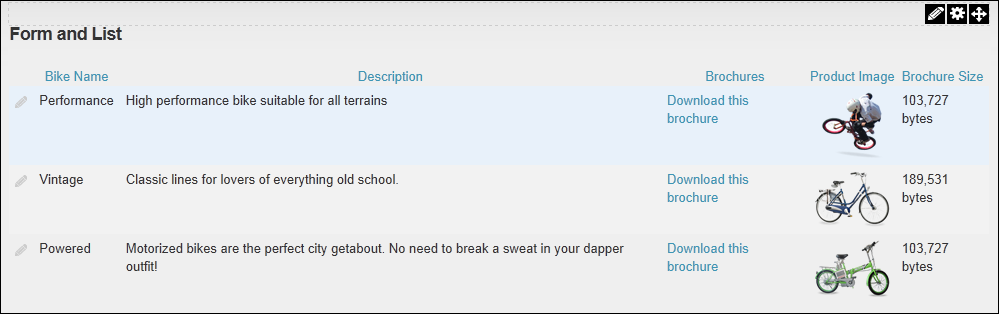 Form and List
Bike Name Description Brochures Product Image Brochure Size
Performance High performance bike suitable for all terrains Download this 103,727
brochure bytes
Vintage Classic lines for lovers of everything old school. Download this 189,531
brochure bytes
Powered Motorized bikes are the perfect city getabout. No need to break a sweat in your dapper Download this 103,727
outfit! brochure bytes